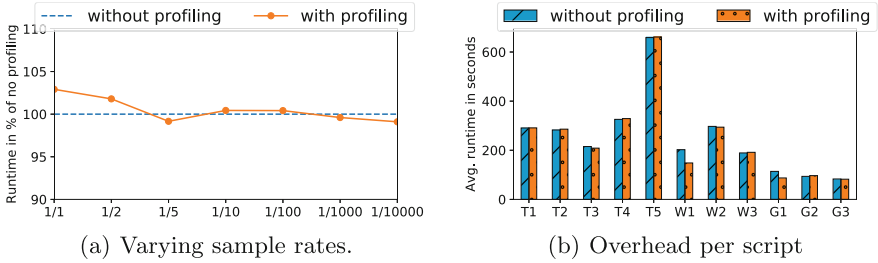 without profiling with profiling
Runtime in % of no profiling
110
105
100
95
90
1/1 1/2 1/5 1/10 1/100 1/1000 1/10000
(a) Varying sample rates.
without profiling with profiling
Avg. runtime in seconds
600
400
200
0
T1 T2 T3 T4 T5 W1 W2 W3 G1 G2 G3
(b) Overhead per script